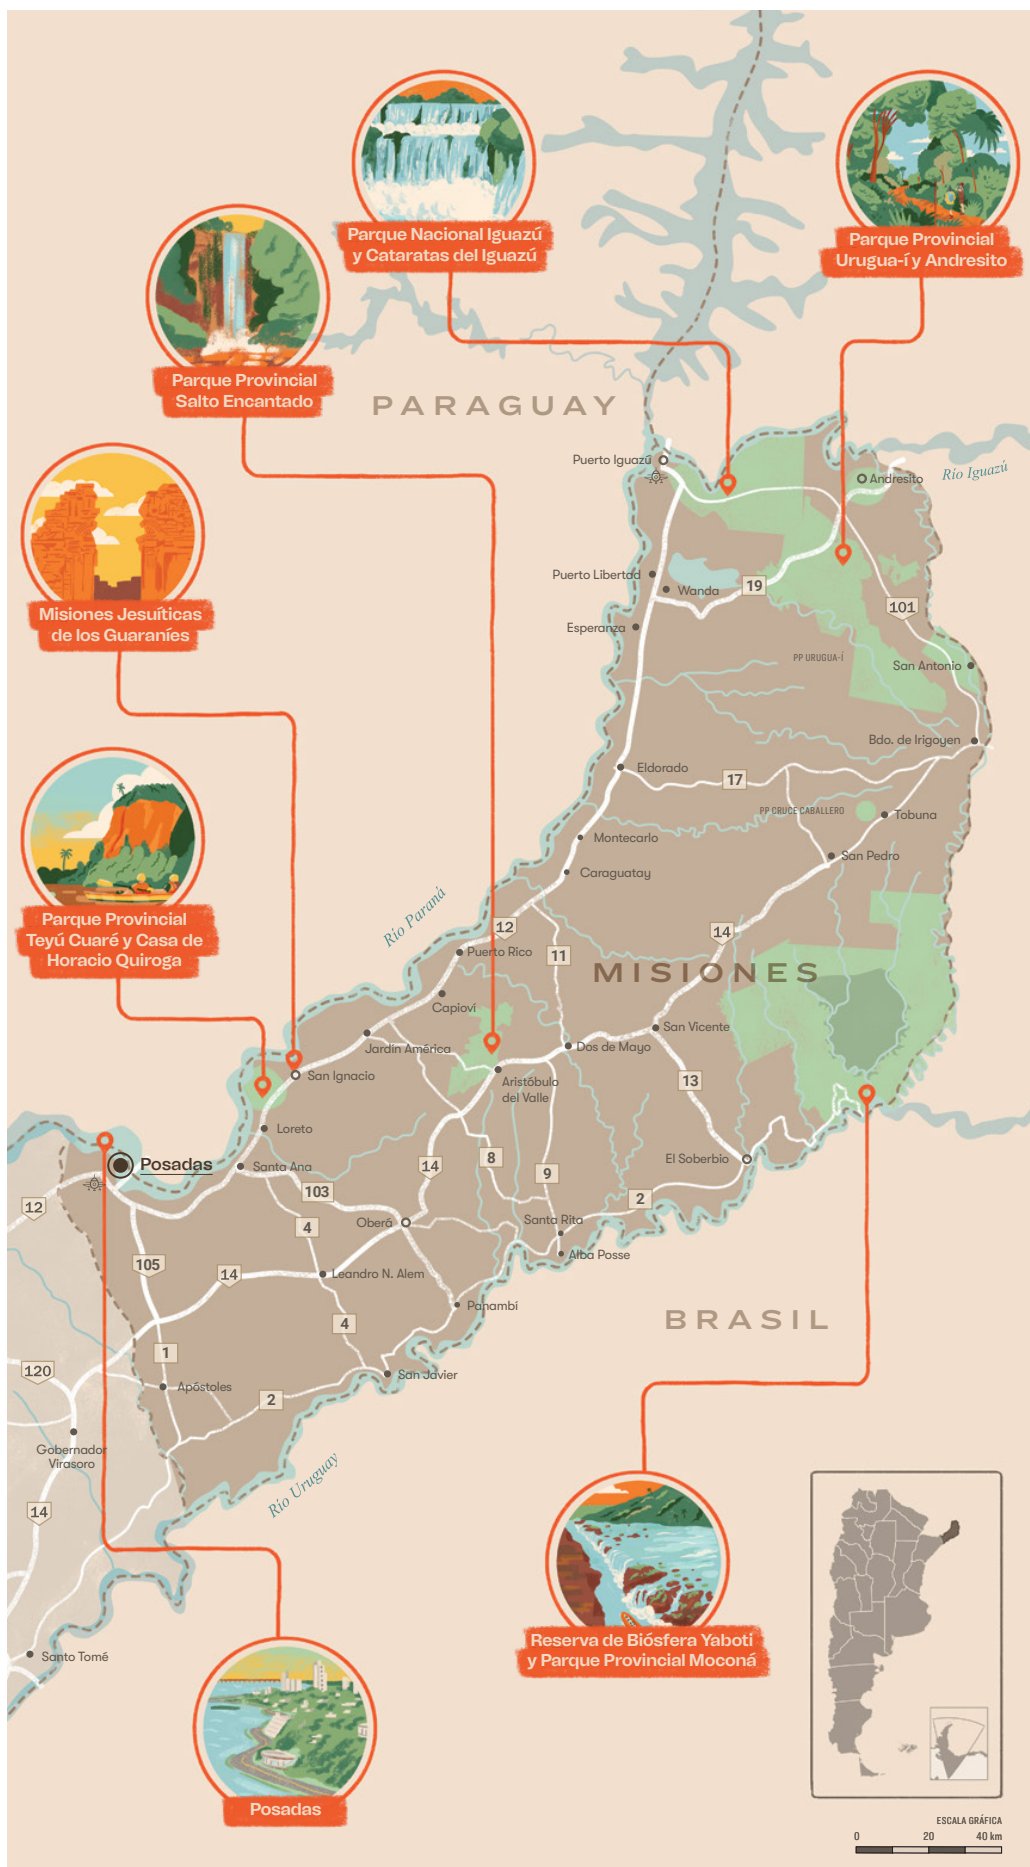 Parque Nacional Iguazú
y Cataratas del Iguazú
Parque Provincial
Urugua-í y Andresito
Parque Provincial
Salto Encantado
PARAGUAY
Misiones Jesuíticas
de los Guaraníes
Puerto Iguazú
Andresito
Río Iguazú
Puerto Libertad
Wanda
19
101
Esperanza
PP URUGUA-Í
San Antonio
Bdo. de Irigoyen
Eldorado
17
PP CRUCE CABALLERO
Tobuna
Montecarlo
San Pedro
Caraguatay
Parque Provincial
Teyú Cuaré y Casa de
Horacio Quiroga
Río Paraná
12
14
Puerto Rico
11
MISIONES
Capioví
San Vicente
Jardín América
Dos de Mayo
San Ignacio
Aristóbulo
del Valle
13
Loreto
Posadas
Santa Ana
14
8
El Soberbio
9
103
2
12
4
Oberá
Santa Rita
Alba Posse
105
14
Leandro N. Alem
Panambí
BRASIL
4
1
120
Apóstoles
San Javier
2
Gobernador
Virasoro
Río Uruguay
14
Santo Tomé
Reserva de Biósfera Yabotí
y Parque Provincial Moconá
Posadas
ESCALA GRÁFICA
0 20 40 km